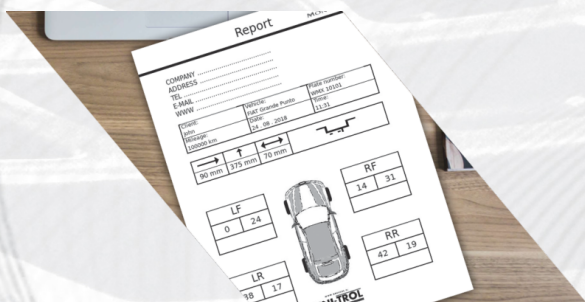 Report
COMPANY
ADDRESS
TEL
E-MAIL
WWW
Client: Vehicle: Plate number:
john FIAT Grande Punto WMX 10101
Mileage: Date: Time:
100000 km 24 . 08 . 2018 11:31
90 mm 375 mm 70 mm
LF RF
0 24 14 31
LR RR
38 17 42 19